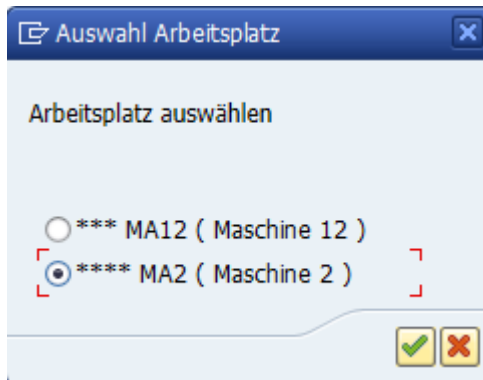 Auswahl Arbeitsplatz
Arbeitsplatz auswählen
*** MA12 ( Maschine 12 )
**** MA2 ( Maschine 2 )